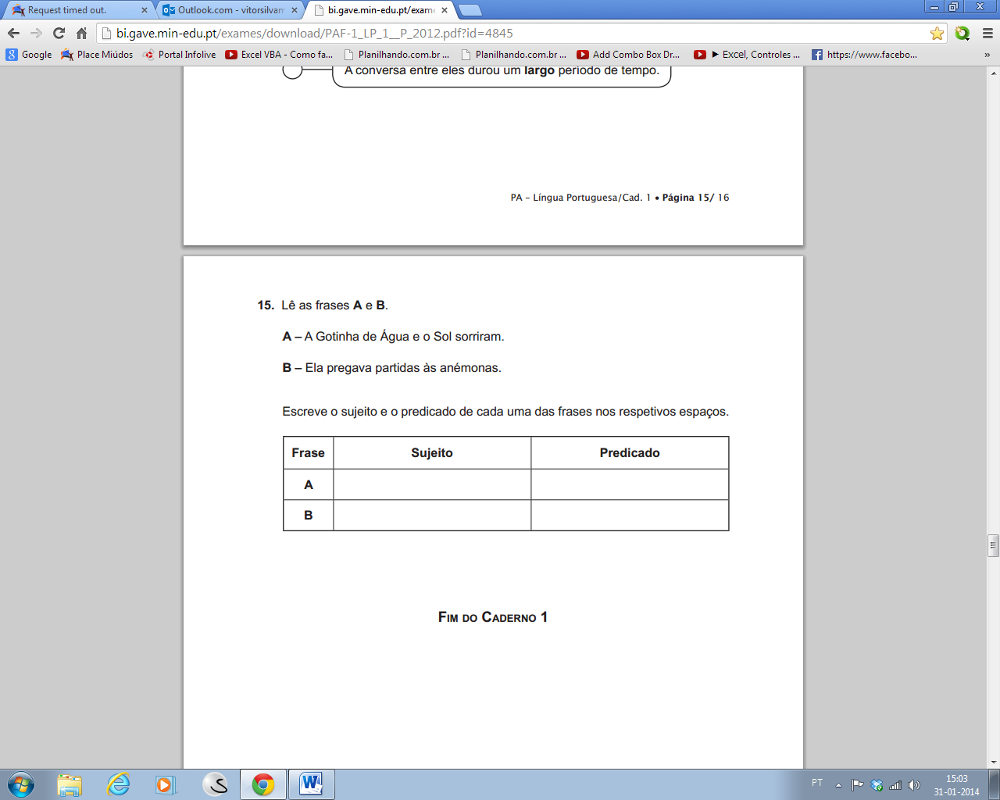 Request timed out.
Outlook.com - vitorsilvam
bi.gave.min-edu.pt/exame
bi.gave.min-edu.pt/exames/download/PAF-1_LP_1__P_2012.pdf?id=4845
Google
Place Miúdos
Portal Infolive
Excel VBA - Como fa...
Planilhando.com.br ...
Planilhando.com.br ...
Add Combo Box Dr...
► Excel, Controles ...
https://www.facebo...
»
A conversa entre eles durou um largo período de tempo.
PA – Língua Portuguesa/Cad. 1 • Página 15/ 16
15. Lê as frases A e B.
A – A Gotinha de Água e o Sol sorriram.
B – Ela pregava partidas às anémonas.
Escreve o sujeito e o predicado de cada uma das frases nos respetivos espaços.
Frase Sujeito Predicado
A
B
FIM DO CADERNO 1
PT
15:03
31-01-2014